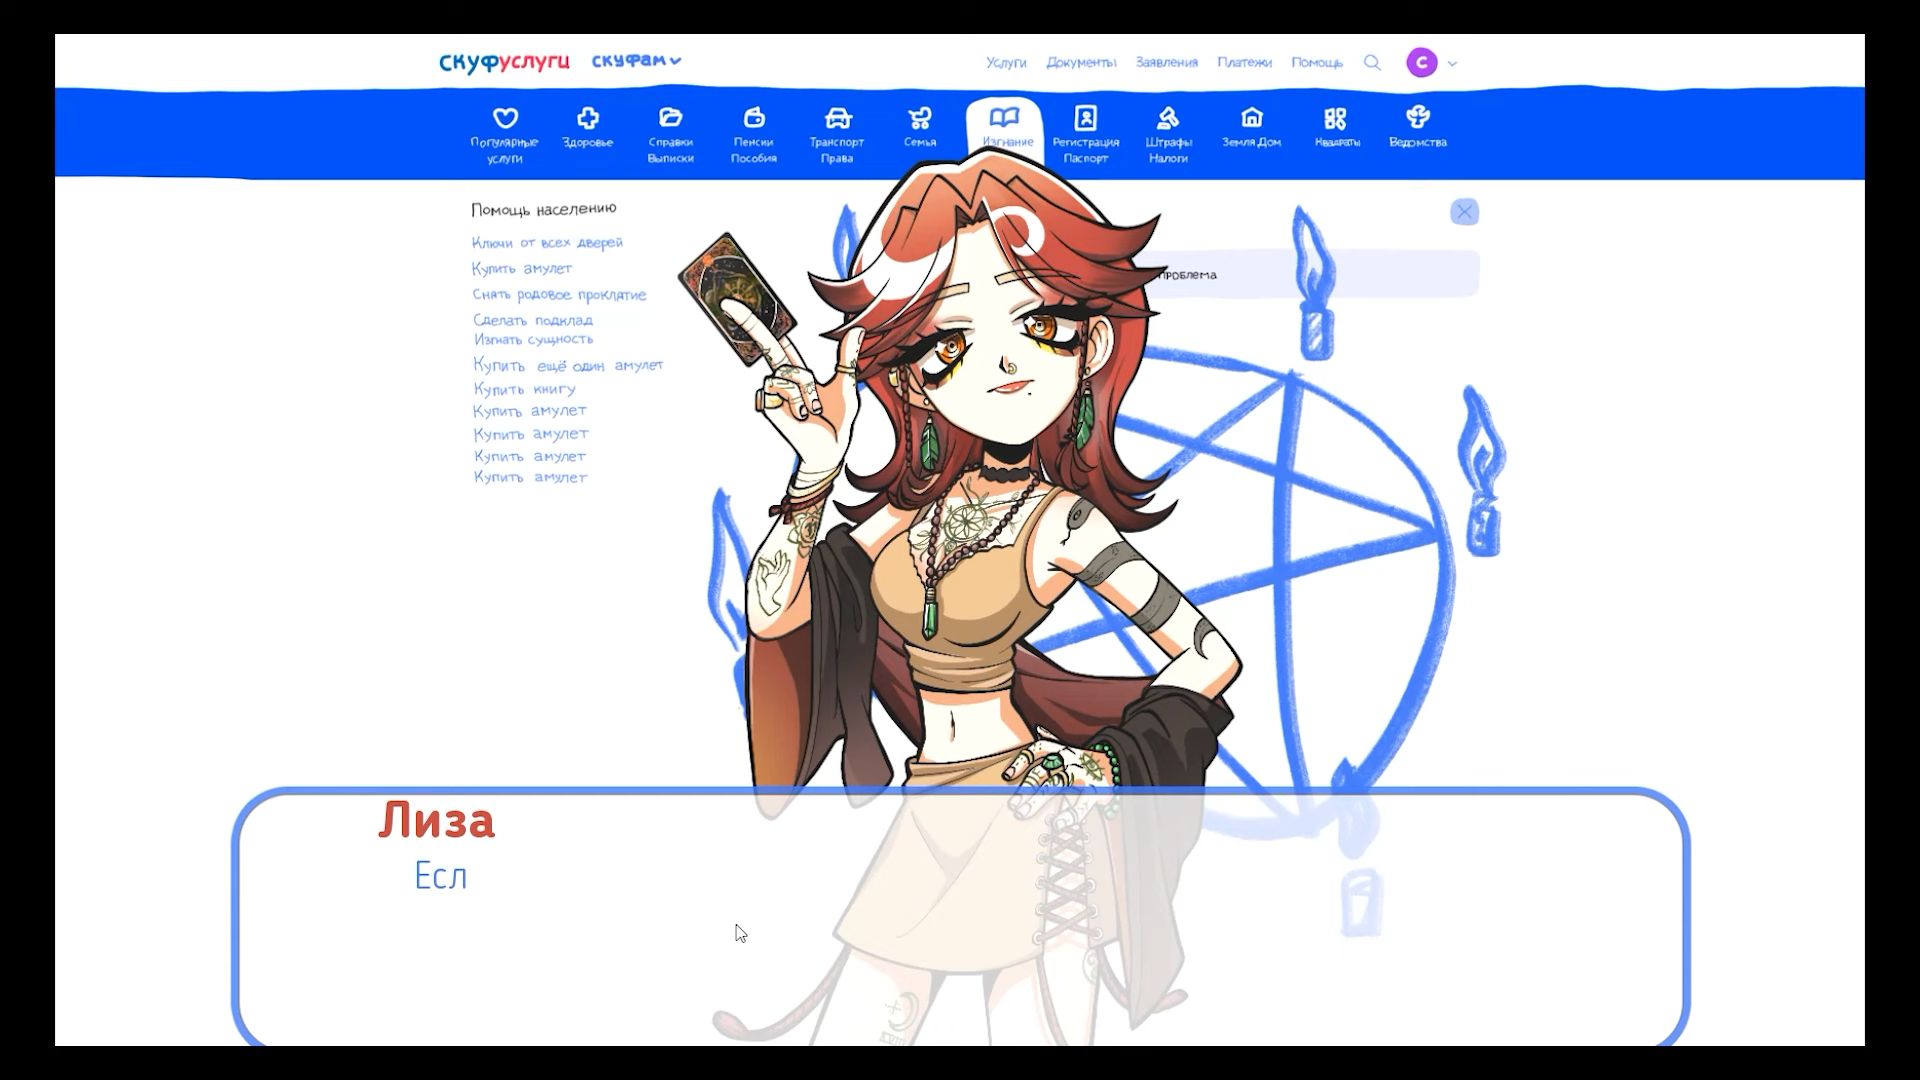 скуфуслуги
скуфам
Услуги Документы Заявления Платежи Помощь
С
Популярные услуги
Здоровье
Справки Выписки
Пенсии Пособия
Транспорт Права
Семья
Изгнание
Регистрация Паспорт
Штрафы Налоги
Земля Дом
Квадраты
Ведомства
Помощь населению
Ключи от всех дверей
Купить амулет
Снять родовое проклятие
Сделать подклад
Изгнать сущность
Купить ещё один амулет
Купить книгу
Купить амулет
Купить амулет
Купить амулет
Купить амулет
проблема
Лиза
Есл